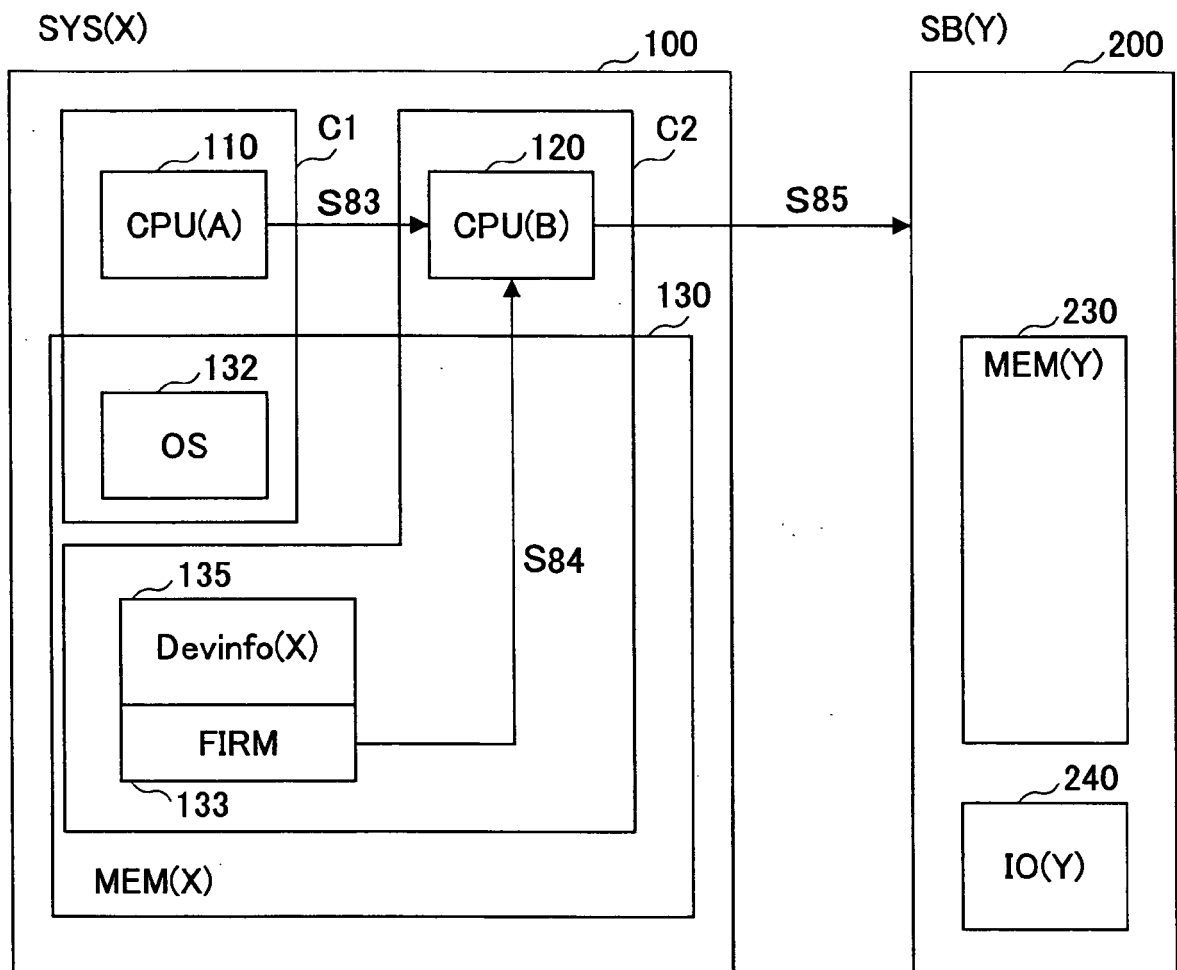 SYS(X)
100
SB(Y)
200
C1
C2
110
CPU(A)
S83
120
CPU(B)
S85
130
132
OS
230
MEM(Y)
S84
135
Devinfo(X)
FIRM
133
240
IO(Y)
MEM(X)